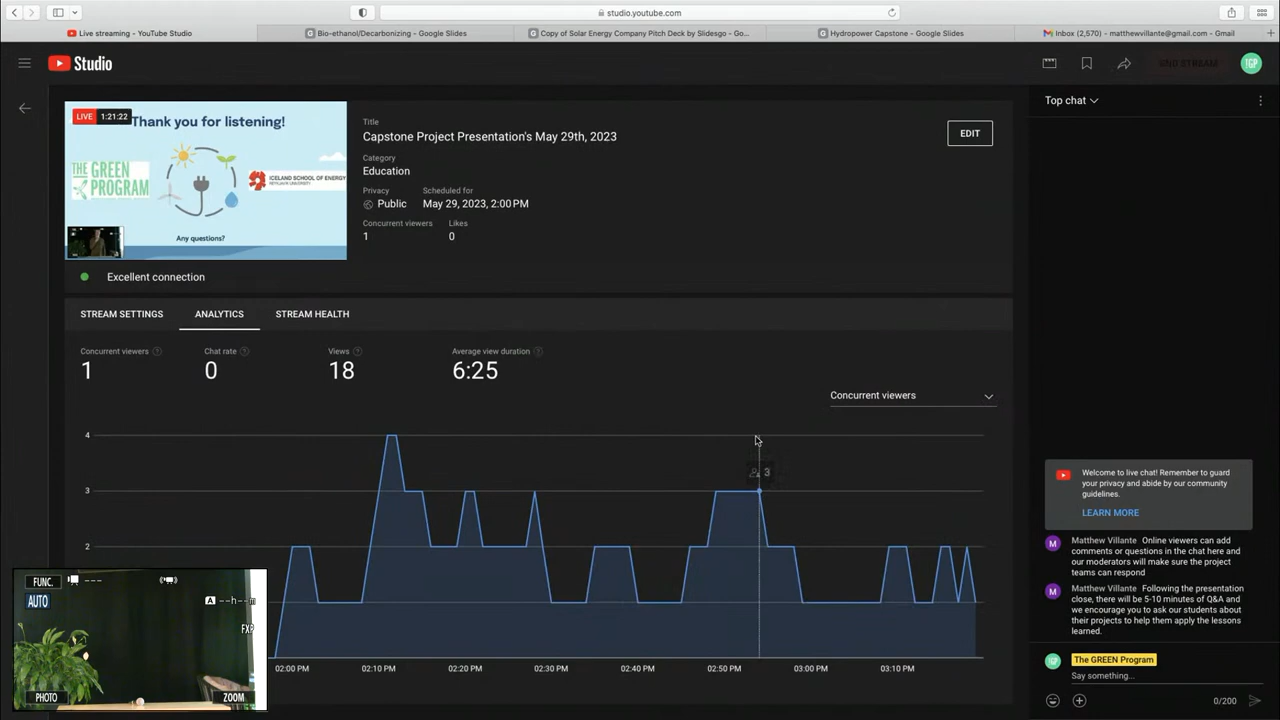 studio.youtube.com
Live streaming - YouTube Studio
Bio-ethanol/Decarbonizing - Google Slides
Copy of Solar Energy Company Pitch Deck by Slidesgo - Go...
Hydropower Capstone - Google Slides
Inbox (2,570) - matthewvillante@gmail.com - Gmail
Studio
END STREAM
!GP
LIVE 1:21:22
Thank you for listening!
THE GREEN
PROGRAM
ICELAND SCHOOL OF ENERGY
REYKJAVIK UNIVERSITY
Any questions?
Title
Capstone Project Presentation's May 29th, 2023
EDIT
Category
Education
Privacy
Scheduled for
Public
May 29, 2023, 2:00 PM
Concurrent viewers
Likes
1
0
Excellent connection
STREAM SETTINGS
ANALYTICS
STREAM HEALTH
Concurrent viewers
Chat rate
Views
Average view duration
1
0
18
6:25
Concurrent viewers
4
3
3
2
02:00 PM
02:10 PM
02:20 PM
02:30 PM
02:40 PM
02:50 PM
03:00 PM
03:10 PM
FUNC.
---
AUTO
A --h--m
FXP
PHOTO
ZOOM
Top chat
Welcome to live chat! Remember to guard
your privacy and abide by our community
guidelines.
LEARN MORE
M
Matthew Villante Online viewers can add
comments or questions in the chat here and
our moderators will make sure the project
teams can respond
M
Matthew Villante Following the presentation
close, there will be 5-10 minutes of Q&A and
we encourage you to ask our students about
their projects to help them apply the lessons
learned.
!GP
The GREEN Program
Say something...
0/200